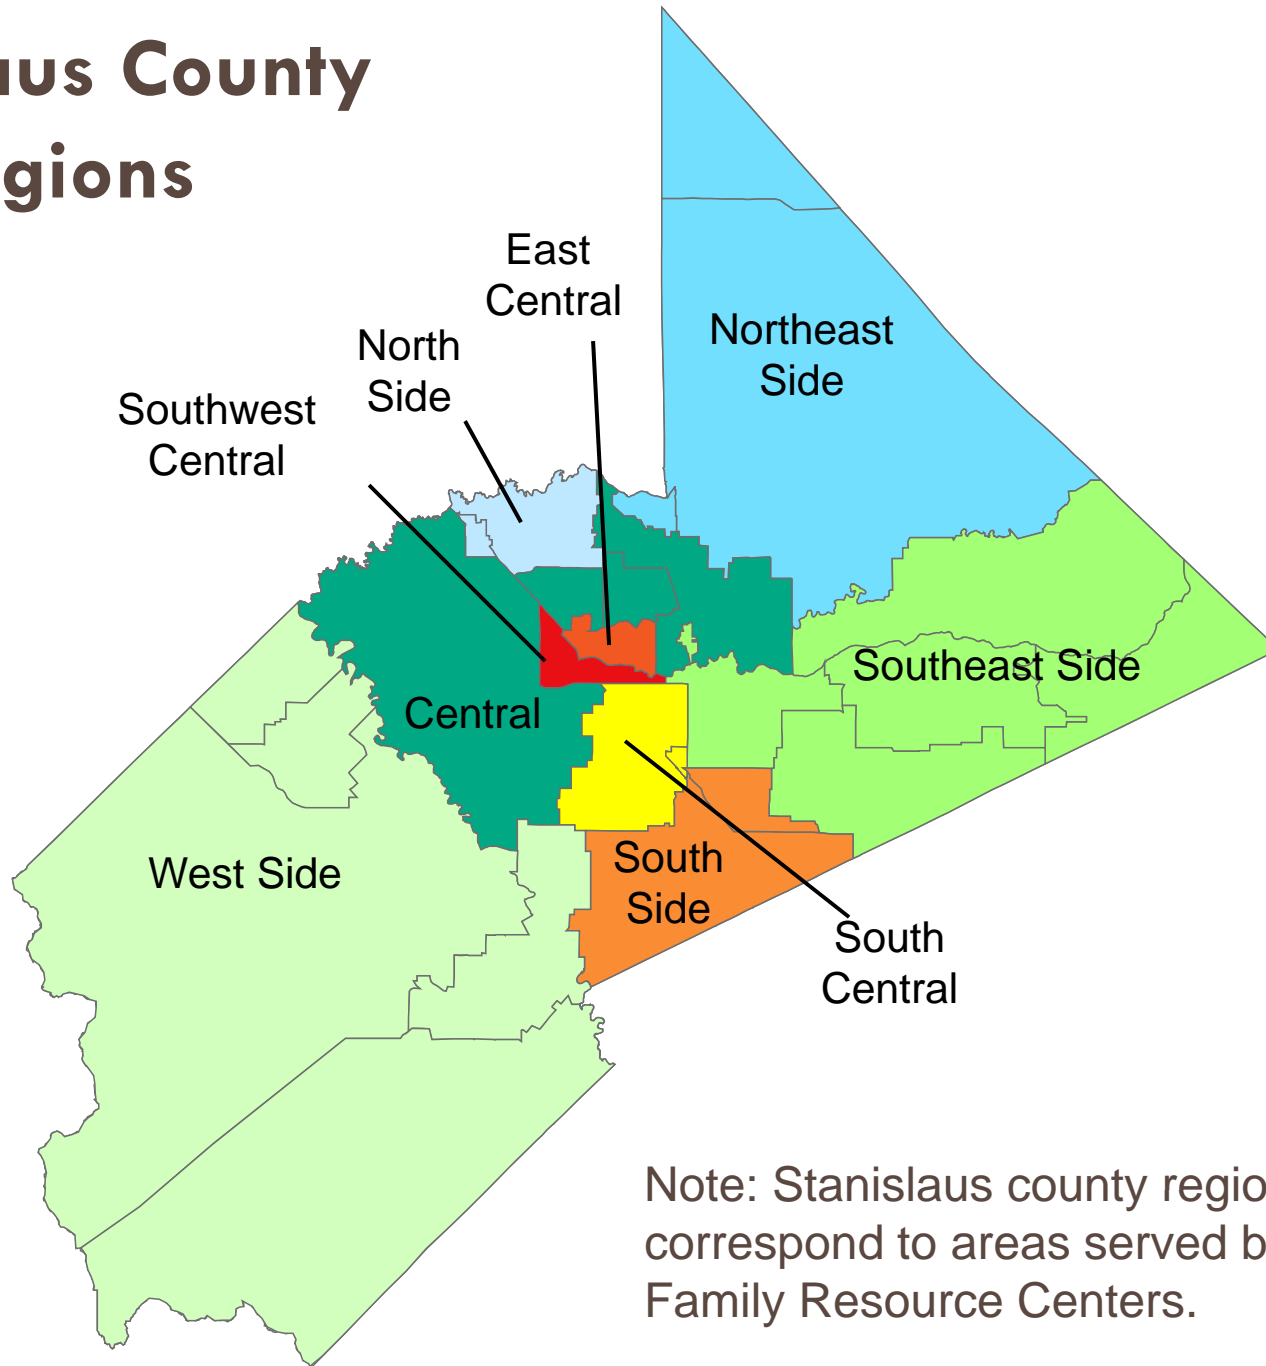 aus County
gions
East
Central
North
Side
Northeast
Side
Southwest
Central
Southeast Side
Central
West Side
South
Side
South
Central
Note: Stanislaus county regio
correspond to areas served b
Family Resource Centers.